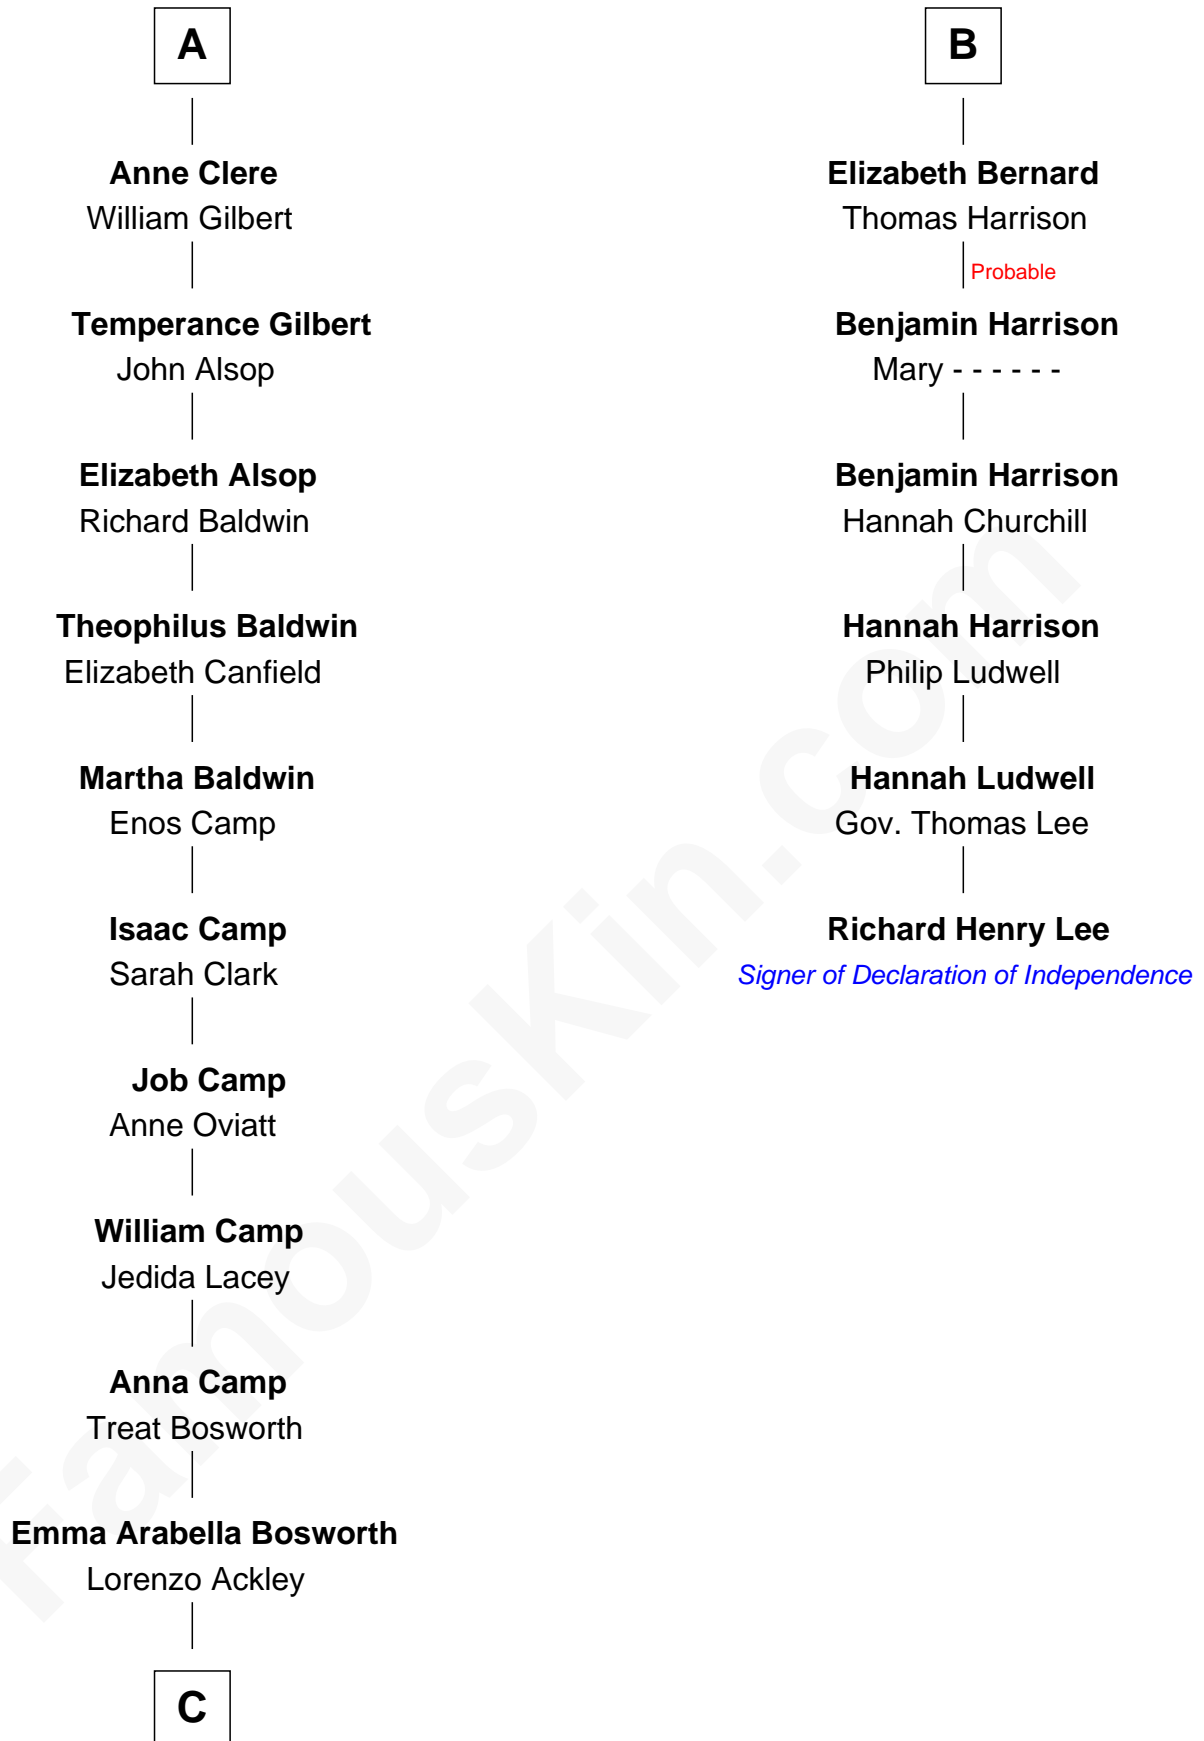 A
Anne Clere
William Gilbert
Temperance Gilbert
John Alsop
Elizabeth Alsop
Richard Baldwin
Theophilus Baldwin
Elizabeth Canfield
Martha Baldwin
Enos Camp
Isaac Camp
Sarah Clark
Job Camp
Anne Oviatt
William Camp
Jedida Lacey
Anna Camp
Treat Bosworth
Emma Arabella Bosworth
Lorenzo Ackley
C
B
Elizabeth Bernard
Thomas Harrison
Probable
Benjamin Harrison
Mary - - - - - -
Benjamin Harrison
Hannah Churchill
Hannah Harrison
Philip Ludwell
Hannah Ludwell
Gov. Thomas Lee
Richard Henry Lee
Signer of Declaration of Independence
FamousKin.com